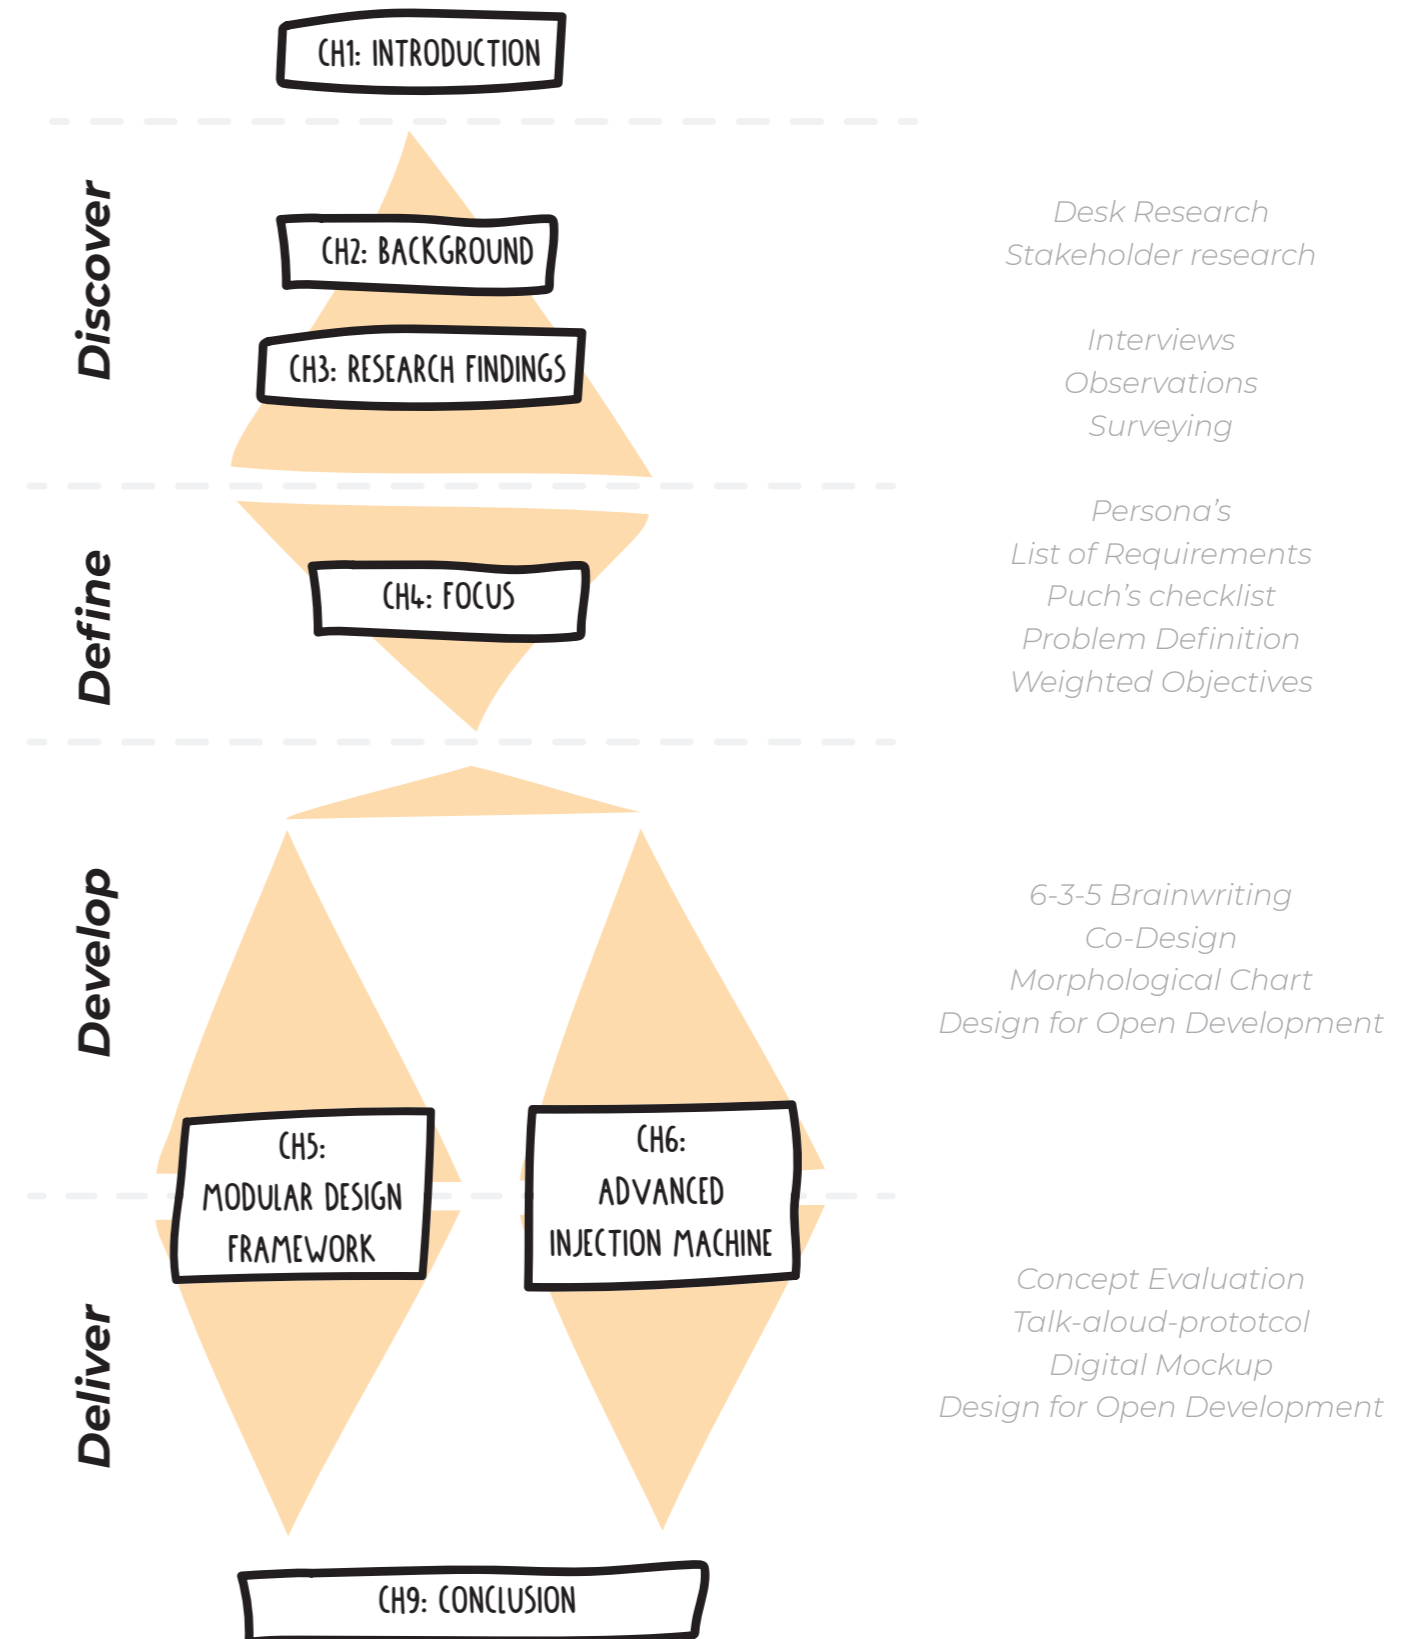 CH1: INTRODUCTION
Discover
CH2: BACKGROUND
CH3: RESEARCH FINDINGS
Desk Research
Stakeholder research
Interviews
Observations
Surveying
Define
CH4: FOCUS
Persona's
List of Requirements
Puch's checklist
Problem Definition
Weighted Objectives
Develop
6-3-5 Brainwriting
Co-Design
Morphological Chart
Design for Open Development
CH5:
MODULAR DESIGN
FRAMEWORK
CH6:
ADVANCED
INJECTION MACHINE
Deliver
Concept Evaluation
Talk-aloud-prototcol
Digital Mockup
Design for Open Development
CH9: CONCLUSION